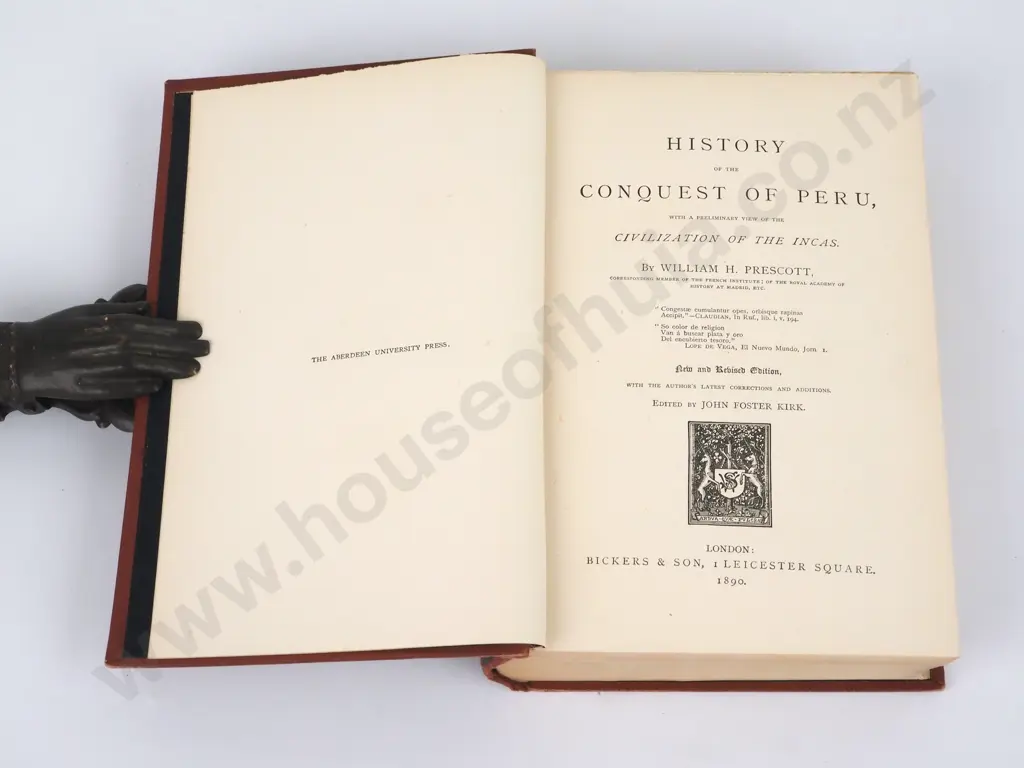 THE ABERDEEN UNIVERSITY PRESS.
HISTORY
OF THE
CONQUEST OF PERU,
WITH A PRELIMINARY VIEW OF THE
CIVILIZATION OF THE INCAS.
BY WILLIAM H. PRESCOTT,
CORRESPONDING MEMBER OF THE FRENCH INSTITUTE; OF THE ROYAL ACADEMY OF
HISTORY AT MADRID, ETC.
"Congestæ cumulantur opes, orbisque rapinas
Accipit."—CLAUDIAN, In Ruf., lib. i, v. 194.
"So color de religion
Van á buscar plata y oro
Del encubierto tesoro."
LOPE DE VEGA, El Nuevo Mundo, Jorn 1.
New and Revised Edition,
WITH THE AUTHOR'S LATEST CORRECTIONS AND ADDITIONS.
EDITED BY JOHN FOSTER KIRK.
LONDON:
BICKERS & SON, 1 LEICESTER SQUARE.
1890.
www.houseofhuia.co.nz